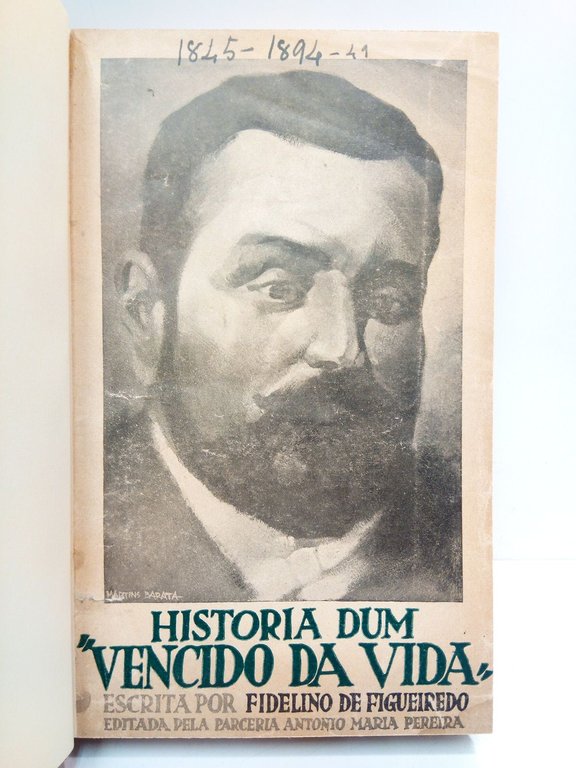 1845-1894-41
MARTINS BARATA
HISTORIA DUM
"VENCIDO DA VIDA"
ESCRITA POR FIDELINO DE FIGUEIREDO
EDITADA PELA PARCERIA ANTONIO MARIA PEREIRA